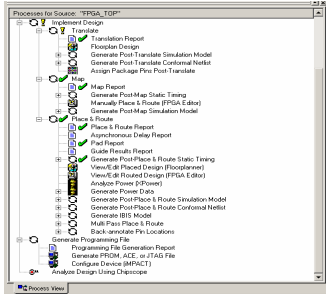 Processes for Source: "FPGA_TOP"
Implement Design
Translate
Translation Report
Floorplan Design
Generate Post-Translate Simulation Model
Generate Post-Translate Conformal Netlist
Assign Package Pins Post-Translate
Map
Map Report
Generate Post-Map Static Timing
Manually Place & Route (FPGA Editor)
Generate Post-Map Simulation Model
Place & Route
Place & Route Report
Asynchronous Delay Report
Pad Report
Guide Results Report
Generate Post-Place & Route Static Timing
View/Edit Placed Design (Floorplanner)
View/Edit Routed Design (FPGA Editor)
Analyze Power (XPower)
Generate Power Data
Generate Post-Place & Route Simulation Model
Generate Post-Place & Route Conformal Netlist
Generate IBIS Model
Multi Pass Place & Route
Back-annotate Pin Locations
Generate Programming File
Programming File Generation Report
Generate PROM, ACE, or JTAG File
Configure Device (iMPACT)
Analyze Design Using Chipscope
Process View